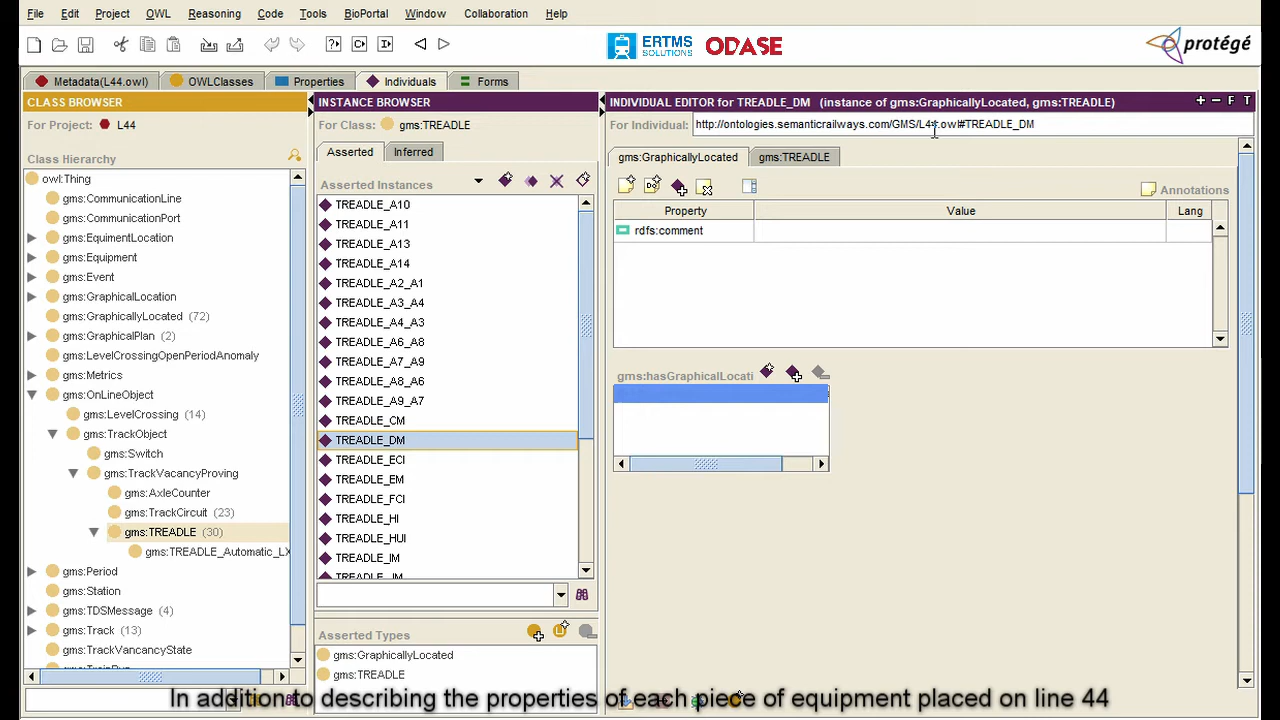 File Edit Project OWL Reasoning Code Tools BioPortal Window Collaboration Help
ERTMS SOLUTIONS ODASE protégé
Metadata(L44.owl) OWLClasses Properties Individuals Forms
CLASS BROWSER
For Project: L44
Class Hierarchy
owl:Thing
gms:CommunicationLine
gms:CommunicationPort
gms:EquimentLocation
gms:Equipment
gms:Event
gms:GraphicalLocation
gms:GraphicallyLocated (72)
gms:GraphicalPlan (2)
gms:LevelCrossingOpenPeriodAnomaly
gms:Metrics
gms:OnLineObject
gms:LevelCrossing (14)
gms:TrackObject
gms:Switch
gms:TrackVacancyProving
gms:AxleCounter
gms:TrackCircuit (23)
gms:TREADLE (30)
gms:TREADLE_Automatic_LX
gms:Period
gms:Station
gms:TDSMessage (4)
gms:Track (13)
gms:TrackVancancyState
INSTANCE BROWSER
For Class: gms:TREADLE
Asserted Inferred
Asserted Instances
TREADLE_A10
TREADLE_A11
TREADLE_A13
TREADLE_A14
TREADLE_A2_A1
TREADLE_A3_A4
TREADLE_A4_A3
TREADLE_A6_A8
TREADLE_A7_A9
TREADLE_A8_A6
TREADLE_A9_A7
TREADLE_CM
TREADLE_DM
TREADLE_ECI
TREADLE_EM
TREADLE_FCI
TREADLE_HI
TREADLE_HUI
TREADLE_IM
Asserted Types
gms:GraphicallyLocated
gms:TREADLE
INDIVIDUAL EDITOR for TREADLE_DM (instance of gms:GraphicallyLocated, gms:TREADLE) + − F T
For Individual: http://ontologies.semanticrailways.com/GMS/L44.owl#TREADLE_DM
gms:GraphicallyLocated gms:TREADLE
Annotations
Property Value Lang
rdfs:comment
gms:hasGraphicalLocati
In addition to describing the properties of each piece of equipment placed on line 44